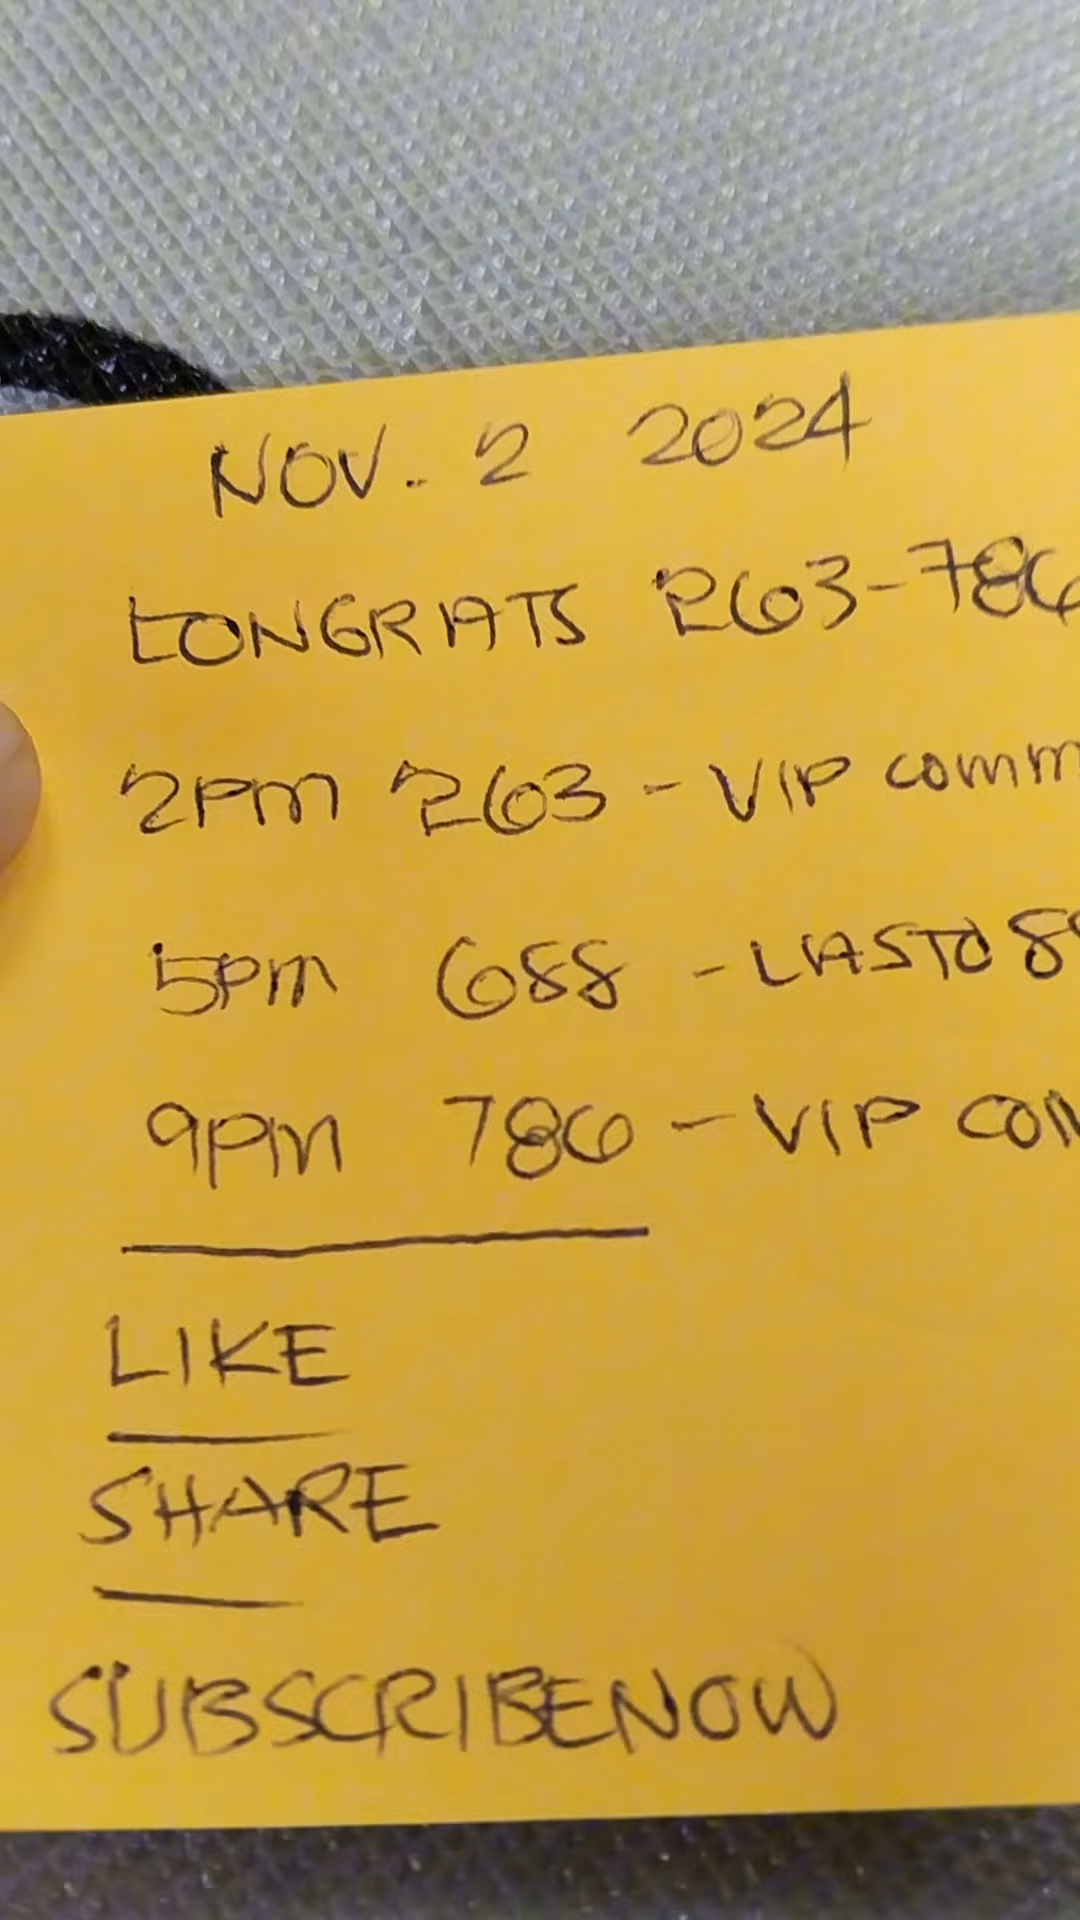 NOV. 2 2024
CONGRATS 263-786
2PM 263 - VIP comm
5PM 688 - LASTO 8
9PM 786 - VIP COM
LIKE
SHARE
SUBSCRIBENOW